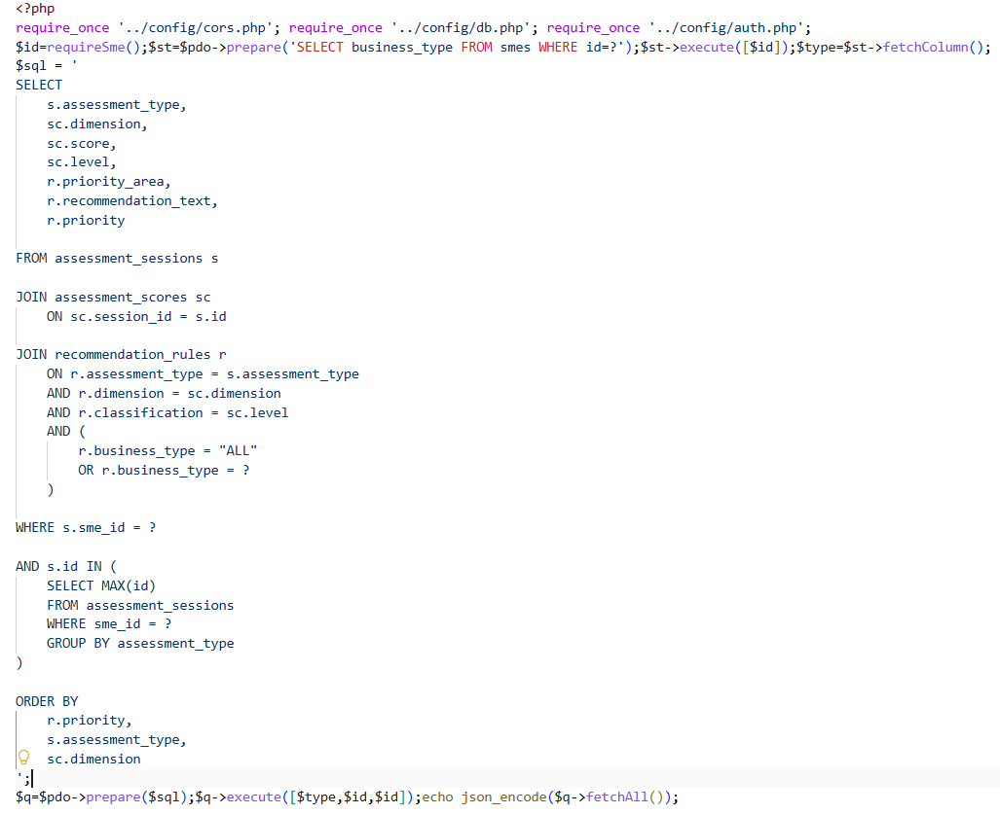 <?php
require_once '../config/cors.php'; require_once '../config/db.php'; require_once '../config/auth.php';
$id=requireSme();$st=$pdo->prepare('SELECT business_type FROM smes WHERE id=?');$st->execute([$id]);$type=$st->fetchColumn();
$sql = '
SELECT
    s.assessment_type,
    sc.dimension,
    sc.score,
    sc.level,
    r.priority_area,
    r.recommendation_text,
    r.priority
FROM assessment_sessions s
JOIN assessment_scores sc
    ON sc.session_id = s.id
JOIN recommendation_rules r
    ON r.assessment_type = s.assessment_type
    AND r.dimension = sc.dimension
    AND r.classification = sc.level
    AND (
        r.business_type = "ALL"
        OR r.business_type = ?
    )
WHERE s.sme_id = ?
AND s.id IN (
    SELECT MAX(id)
    FROM assessment_sessions
    WHERE sme_id = ?
    GROUP BY assessment_type
)
ORDER BY
    r.priority,
    s.assessment_type,
    sc.dimension
';
$q=$pdo->prepare($sql);$q->execute([$type,$id,$id]);echo json_encode($q->fetchAll());